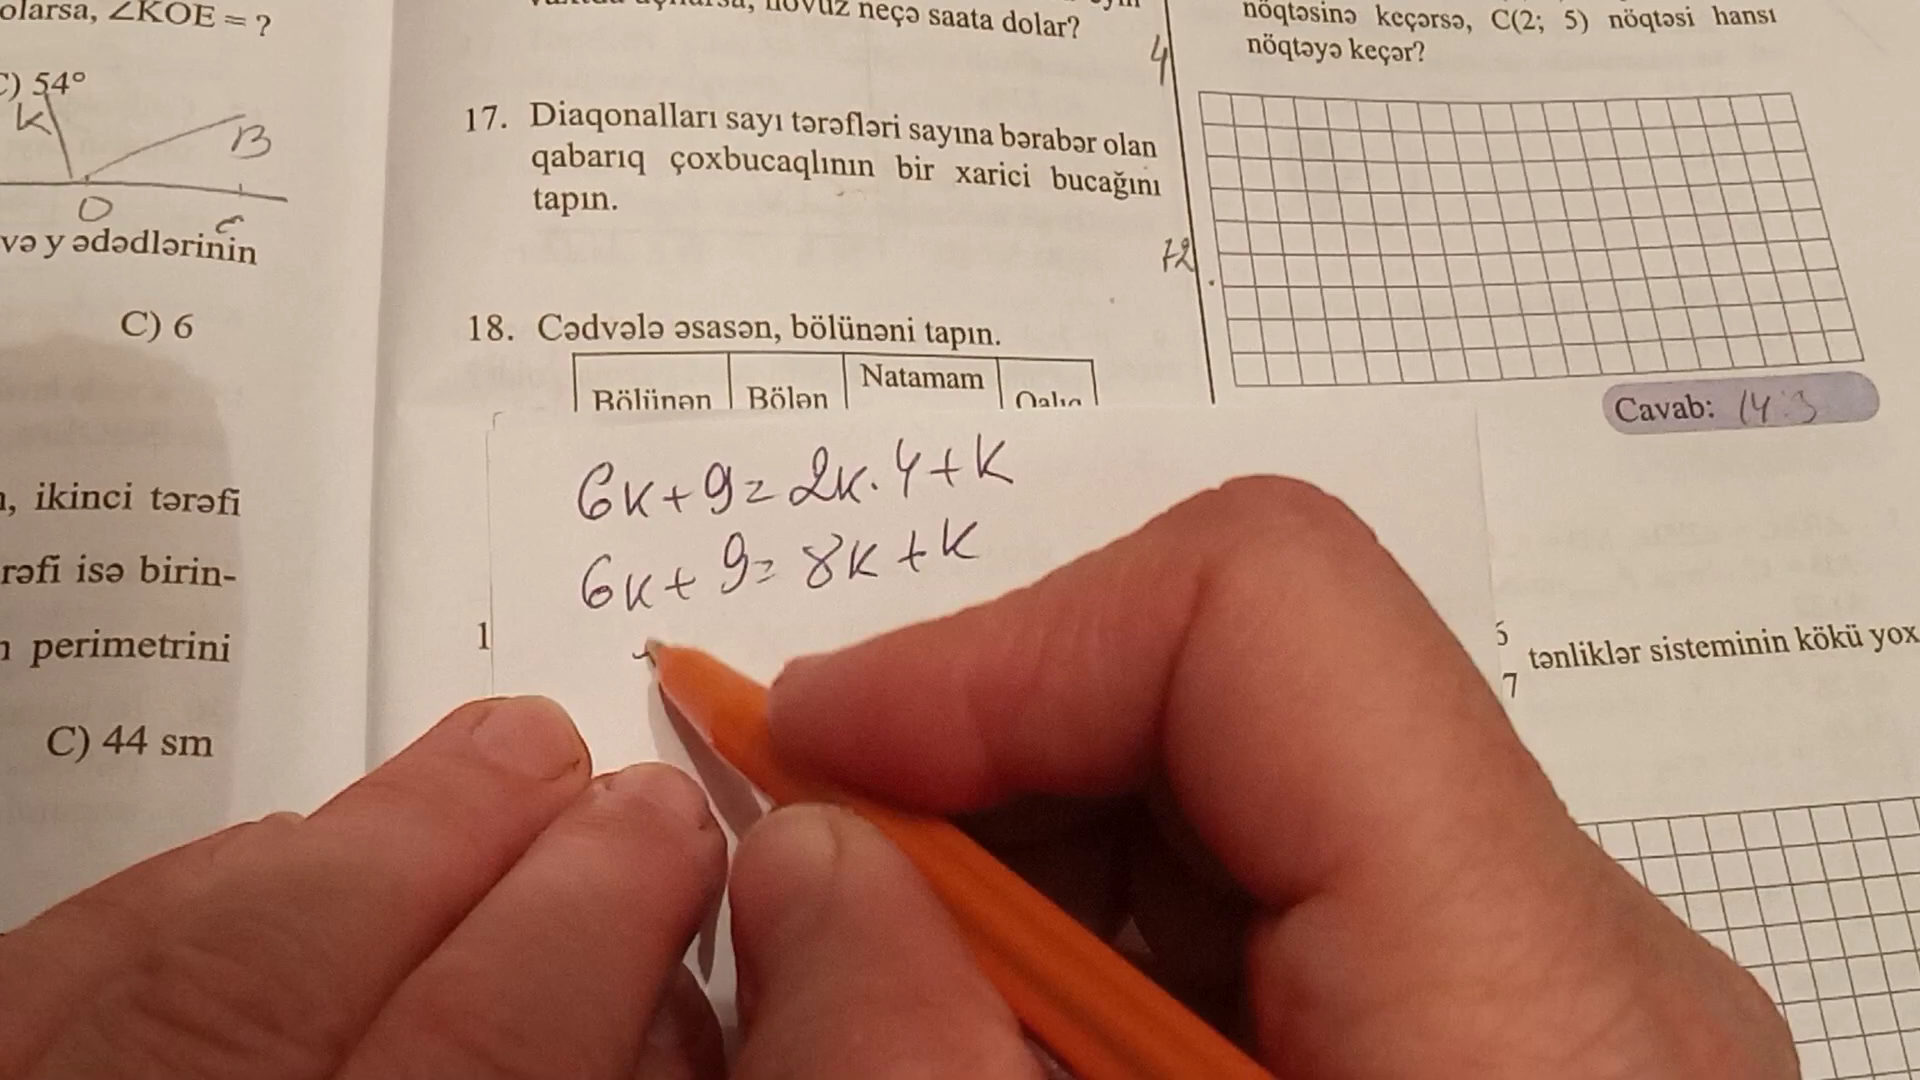 olarsa, ∠KOE = ?
C) 54°
K
B
O
E
və y ədədlərinin
C) 6
ikinci tərəfi
rəfi isə birin-
perimetrini
C) 44 sm
neçə saata dolar?
4
17. Diaqonalları sayı tərəfləri sayına bərabər olan
qabarıq çoxbucaqlının bir xarici bucağını
tapın.
72
18. Cədvələ əsasən, bölünəni tapın.
Bölünən Bölən Natamam Qalıq
6k+9=2k.4+k
6k+9=8k+k
1
nöqtəsinə keçərsə, C(2; 5) nöqtəsi hansı
nöqtəyə keçər?
Cavab: 14:3
5
tənliklər sisteminin kökü yox
7